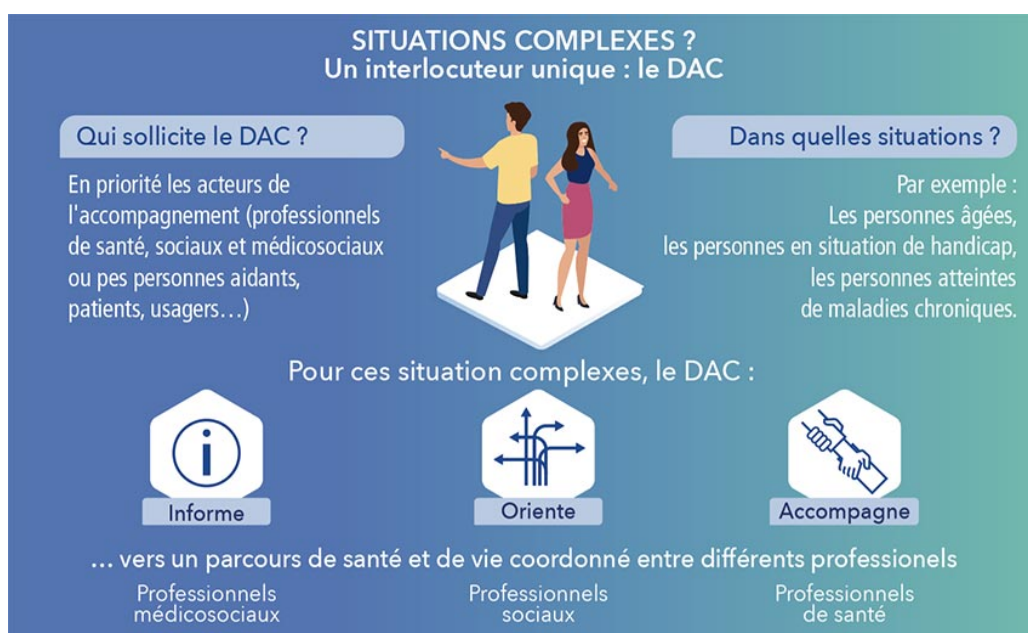 SITUATIONS COMPLEXES ?
Un interlocuteur unique : le DAC
Qui sollicite le DAC ?
En priorité les acteurs de
l'accompagnement (professionnels
de santé, sociaux et médicosociaux
ou pes personnes aidants,
patients, usagers...)
Dans quelles situations ?
Par exemple :
Les personnes âgées,
les personnes en situation de handicap,
les personnes atteintes
de maladies chroniques.
Pour ces situation complexes, le DAC :
Informe
Oriente
Accompagne
... vers un parcours de santé et de vie coordonné entre différents professionels
Professionnels
médicosociaux
Professionnels
sociaux
Professionnels
de santé